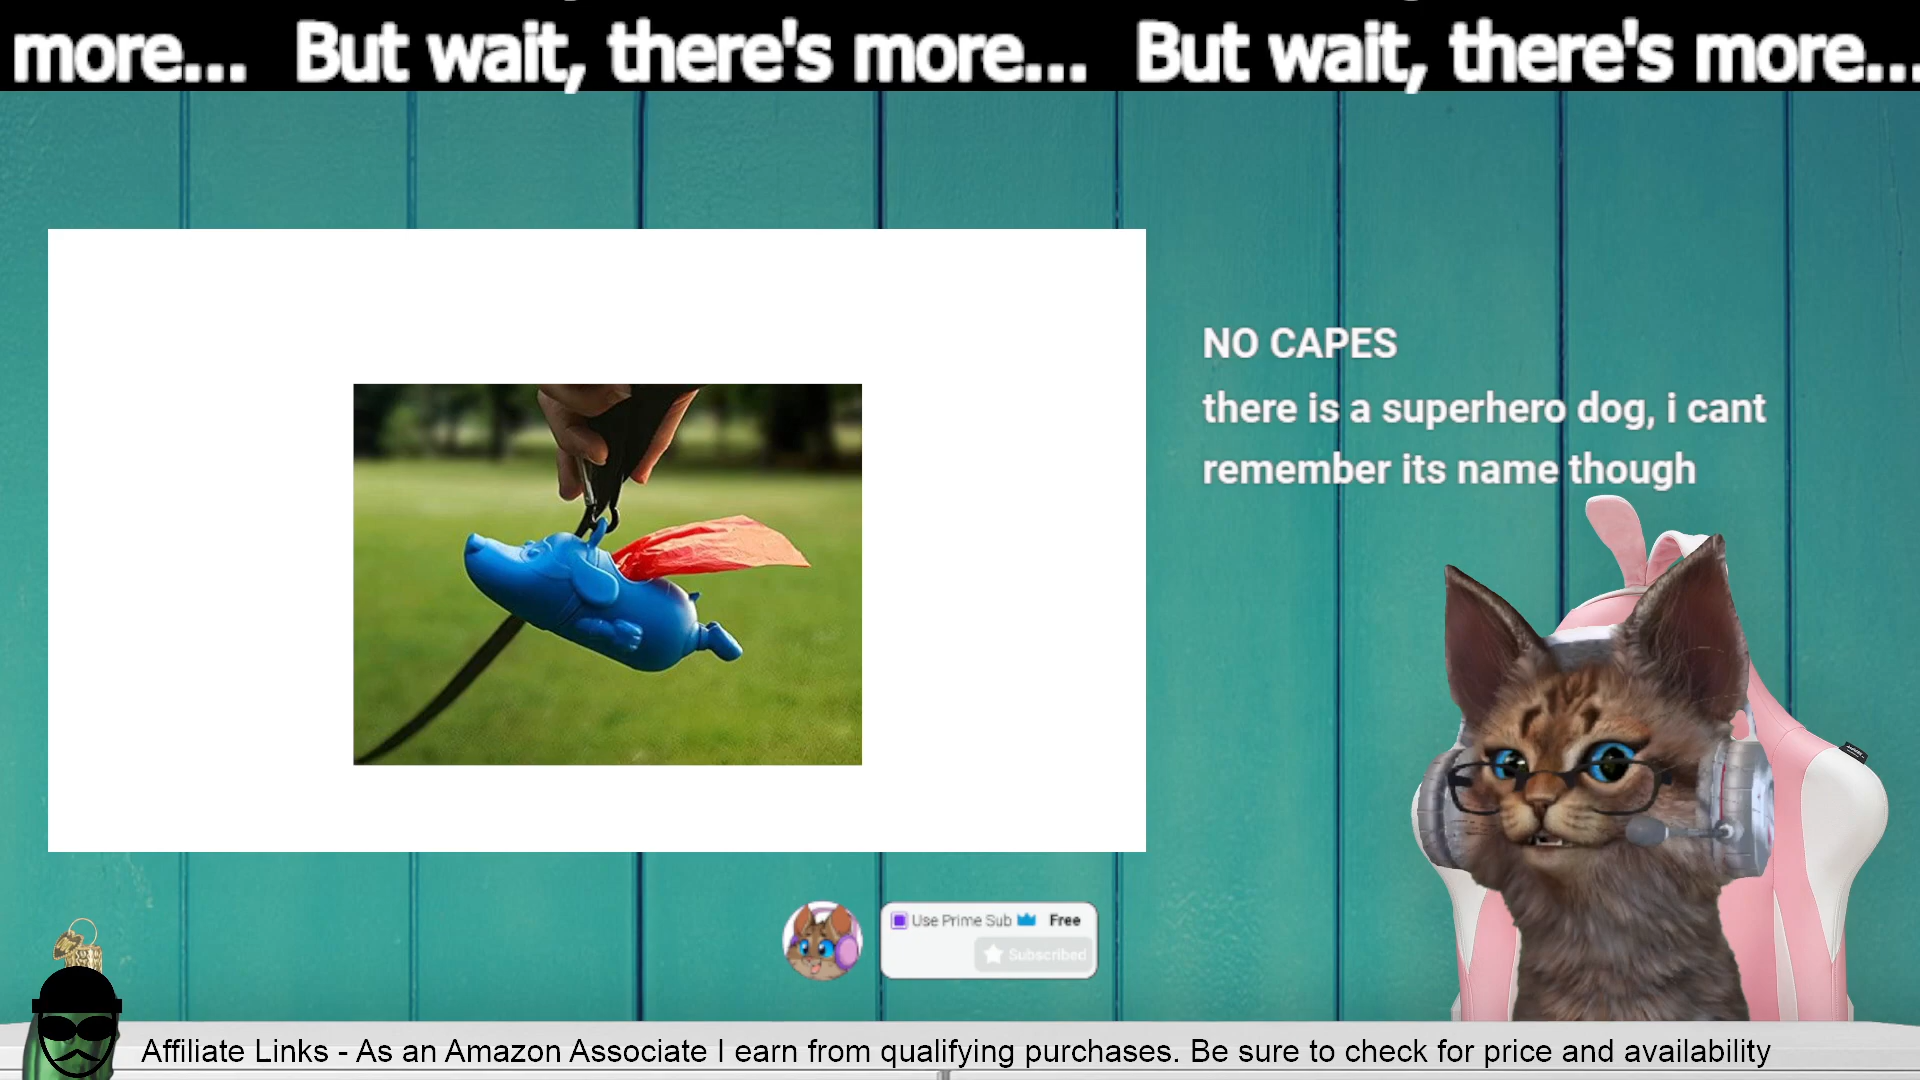 more... But wait, there's more... But wait, there's more...
NO CAPES
there is a superhero dog, i cant
remember its name though
Use Prime Sub Free
Subscribed
Affiliate Links - As an Amazon Associate I earn from qualifying purchases. Be sure to check for price and availability